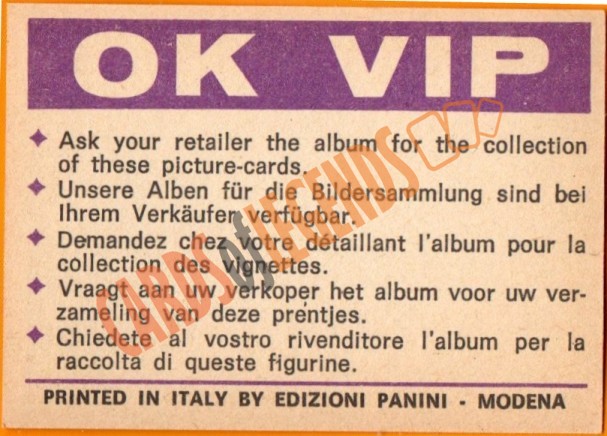 OK VIP
Ask your retailer the album for the collection
of these picture-cards.
Unsere Alben für die Bildersammlung sind bei
Ihrem Verkäufer verfügbar.
Demandez chez votre détaillant l'album pour la
collection des vignettes.
Vraagt aan uw verkoper het album voor uw ver-
zameling van deze prentjes.
Chiedete al vostro rivenditore l'album per la
raccolta di queste figurine.
PRINTED IN ITALY BY EDIZIONI PANINI - MODENA
CARDS of LEGENDS